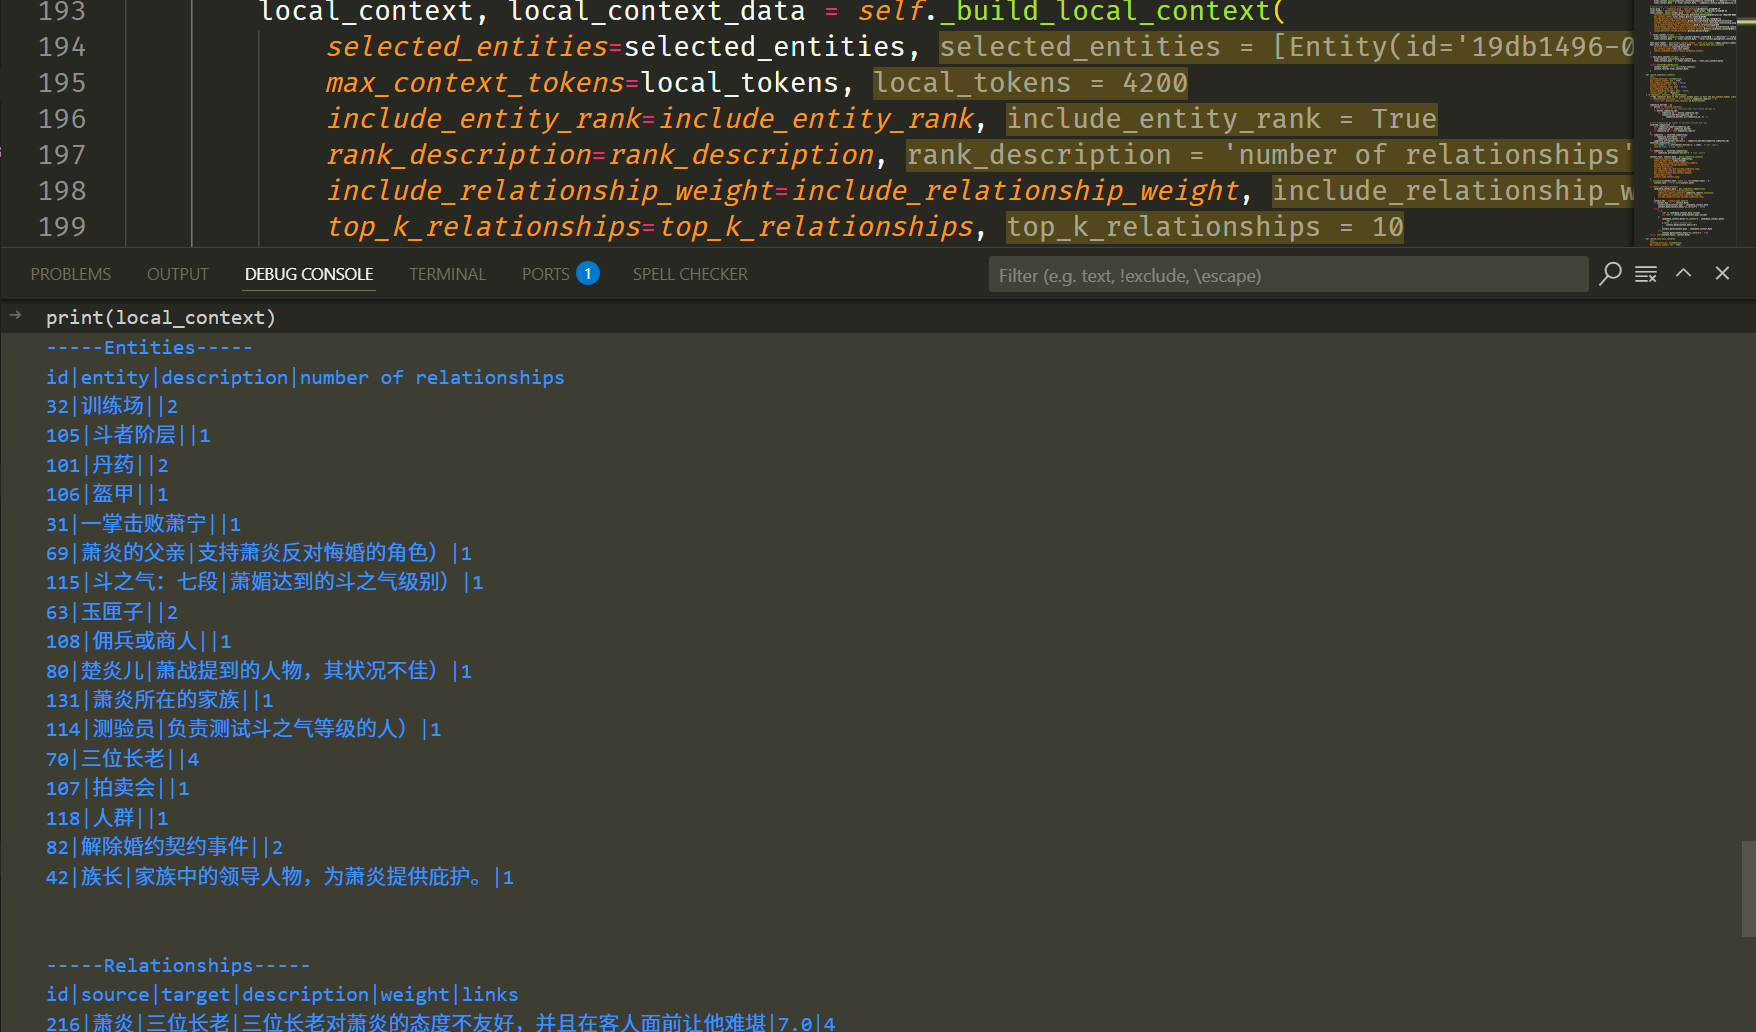 193 local_context, local_context_data = self._build_local_context(
194 selected_entities=selected_entities, selected_entities = [Entity(id='19db1496-0
195 max_context_tokens=local_tokens, local_tokens = 4200
196 include_entity_rank=include_entity_rank, include_entity_rank = True
197 rank_description=rank_description, rank_description = 'number of relationships'
198 include_relationship_weight=include_relationship_weight, include_relationship_w
199 top_k_relationships=top_k_relationships, top_k_relationships = 10
PROBLEMS OUTPUT DEBUG CONSOLE TERMINAL PORTS 1 SPELL CHECKER Filter (e.g. text, !exclude, \escape)
print(local_context)
-----Entities-----
id|entity|description|number of relationships
32|训练场||2
105|斗者阶层||1
101|丹药||2
106|盔甲||1
31|一掌击败萧宁||1
69|萧炎的父亲|支持萧炎反对悔婚的角色）|1
115|斗之气：七段|萧媚达到的斗之气级别）|1
63|玉匣子||2
108|佣兵或商人||1
80|楚炎儿|萧战提到的人物，其状况不佳）|1
131|萧炎所在的家族||1
114|测验员|负责测试斗之气等级的人）|1
70|三位长老||4
107|拍卖会||1
118|人群||1
82|解除婚约契约事件||2
42|族长|家族中的领导人物，为萧炎提供庇护。|1
-----Relationships-----
id|source|target|description|weight|links
216|萧炎|三位长老|三位长老对萧炎的态度不友好，并且在客人面前让他难堪|7.0|4